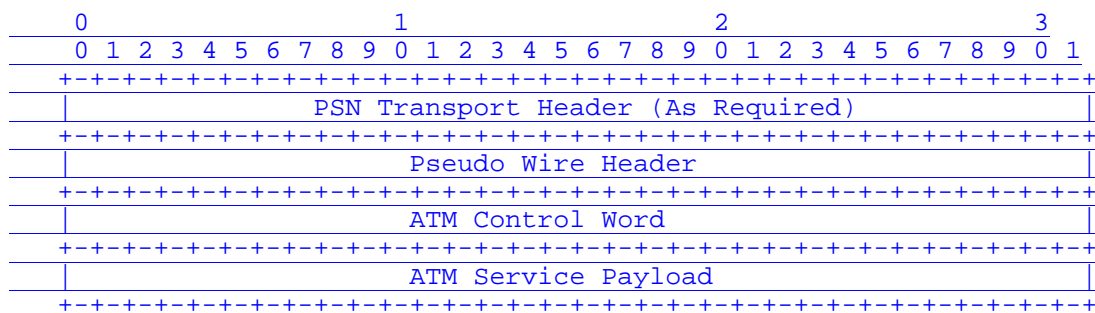 0                   1                   2                   3
 0 1 2 3 4 5 6 7 8 9 0 1 2 3 4 5 6 7 8 9 0 1 2 3 4 5 6 7 8 9 0 1
+-+-+-+-+-+-+-+-+-+-+-+-+-+-+-+-+-+-+-+-+-+-+-+-+-+-+-+-+-+-+-+-+
|               PSN Transport Header (As Required)              |
+-+-+-+-+-+-+-+-+-+-+-+-+-+-+-+-+-+-+-+-+-+-+-+-+-+-+-+-+-+-+-+-+
|                     Pseudo Wire Header                        |
+-+-+-+-+-+-+-+-+-+-+-+-+-+-+-+-+-+-+-+-+-+-+-+-+-+-+-+-+-+-+-+-+
|                     ATM Control Word                          |
+-+-+-+-+-+-+-+-+-+-+-+-+-+-+-+-+-+-+-+-+-+-+-+-+-+-+-+-+-+-+-+-+
|                     ATM Service Payload                       |
+-+-+-+-+-+-+-+-+-+-+-+-+-+-+-+-+-+-+-+-+-+-+-+-+-+-+-+-+-+-+-+-+